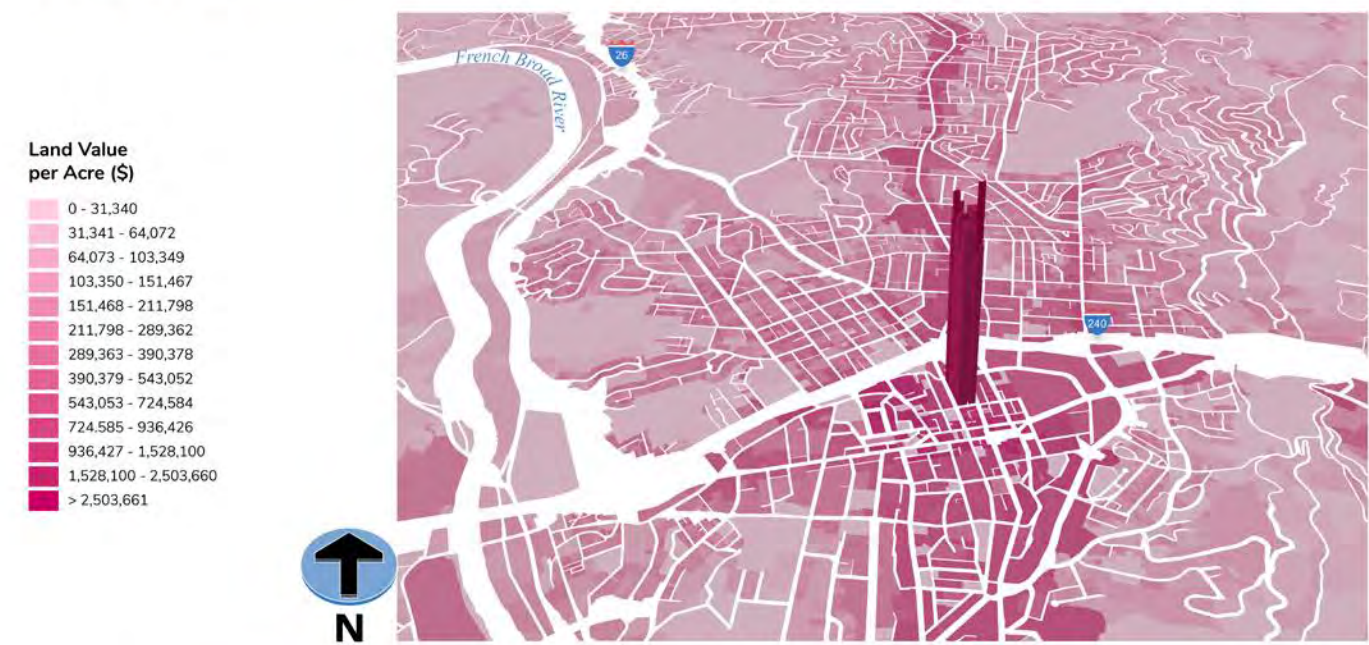 Land Value
per Acre ($)
0 - 31,340
31,341 - 64,072
64,073 - 103,349
103,350 - 151,467
151,468 - 211,798
211,798 - 289,362
289,363 - 390,378
390,379 - 543,052
543,053 - 724,584
724.585 - 936,426
936,427 - 1,528,100
1,528,100 - 2,503,660
> 2,503,661
N
French Broad River
26
240